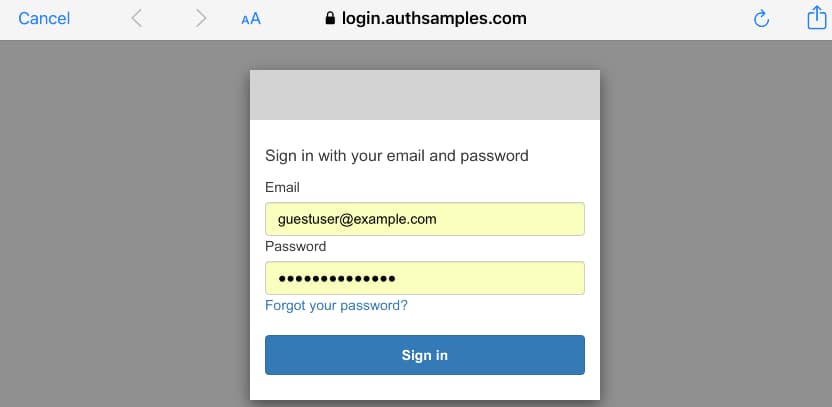 Cancel AA login.authsamples.com
Sign in with your email and password
Email
guestuser@example.com
Password
••••••••••••••
Forgot your password?
Sign in